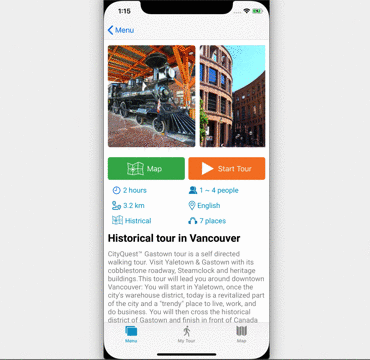 1:15
Menu
Map
Start Tour
2 hours
1 ~ 4 people
3.2 km
English
Histrical
7 places
Historical tour in Vancouver
CityQuest™ Gastown tour is a self directed
walking tour. Visit Yaletown & Gastown with its
cobblestone roadway, Steamclock and heritage
buildings.This tour will lead you around downtown
Vancouver: You will start in Yaletown, once the
city's warehouse district, today is a revitalized part
of the city and a "trendy" place to live, work, and
do business. You will then cross the historical
district of Gastown and finish in front of Canada
Menu
My Tour
Map